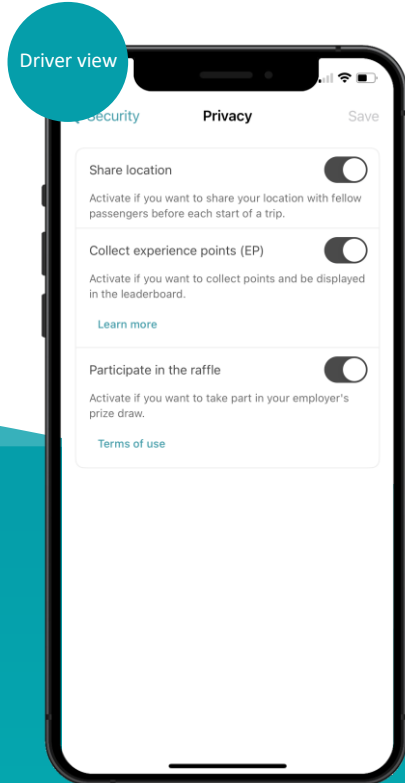 Driver view
Security
Privacy
Save
Share location
Activate if you want to share your location with fellow
passengers before each start of a trip.
Collect experience points (EP)
Activate if you want to collect points and be displayed
in the leaderboard.
Learn more
Participate in the raffle
Activate if you want to take part in your employer's
prize draw.
Terms of use